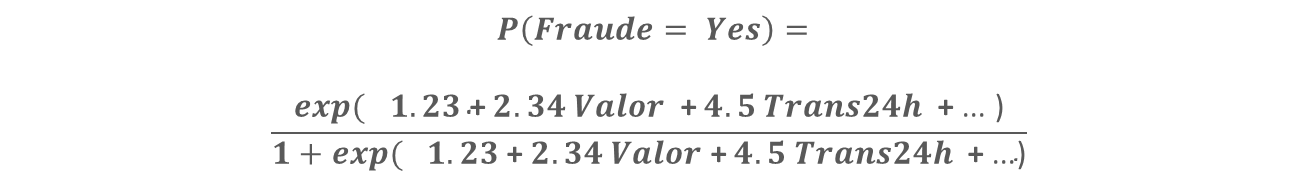 P(Fraude = Yes) =
exp( 1.23 + 2.34 Valor + 4.5 Trans24h + ... )
1 + exp( 1.23 + 2.34 Valor + 4.5 Trans24h + ...)